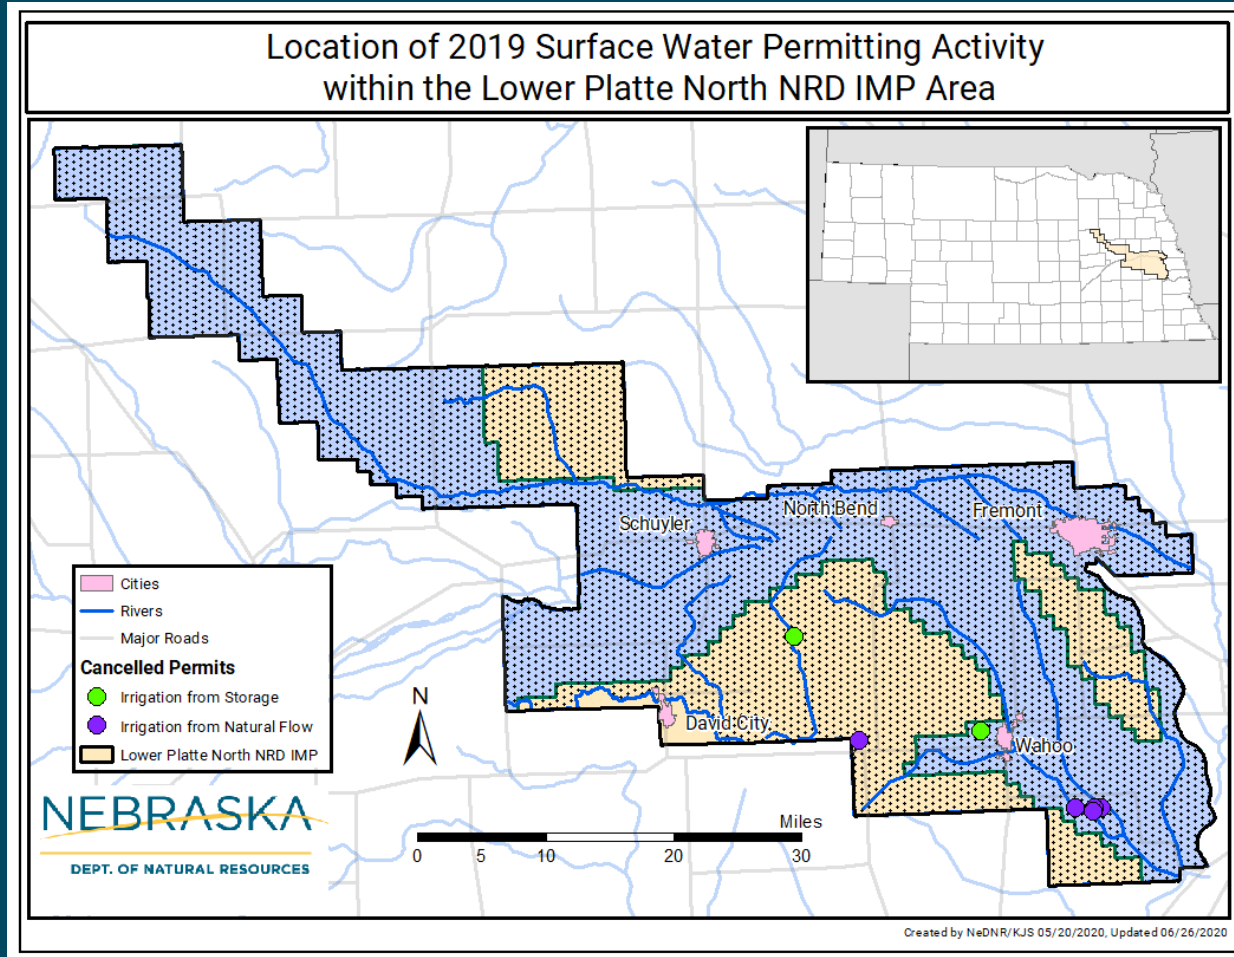 Location of 2019 Surface Water Permitting Activity
within the Lower Platte North NRD IMP Area
Schuyler
North Bend
Fremont
David City
Wahoo
Cities
Rivers
Major Roads
Cancelled Permits
Irrigation from Storage
Irrigation from Natural Flow
Lower Platte North NRD IMP
N
Miles
0 5 10 20 30
NEBRASKA
DEPT. OF NATURAL RESOURCES
Created by NeDNR/KJS 05/20/2020, Updated 06/26/2020